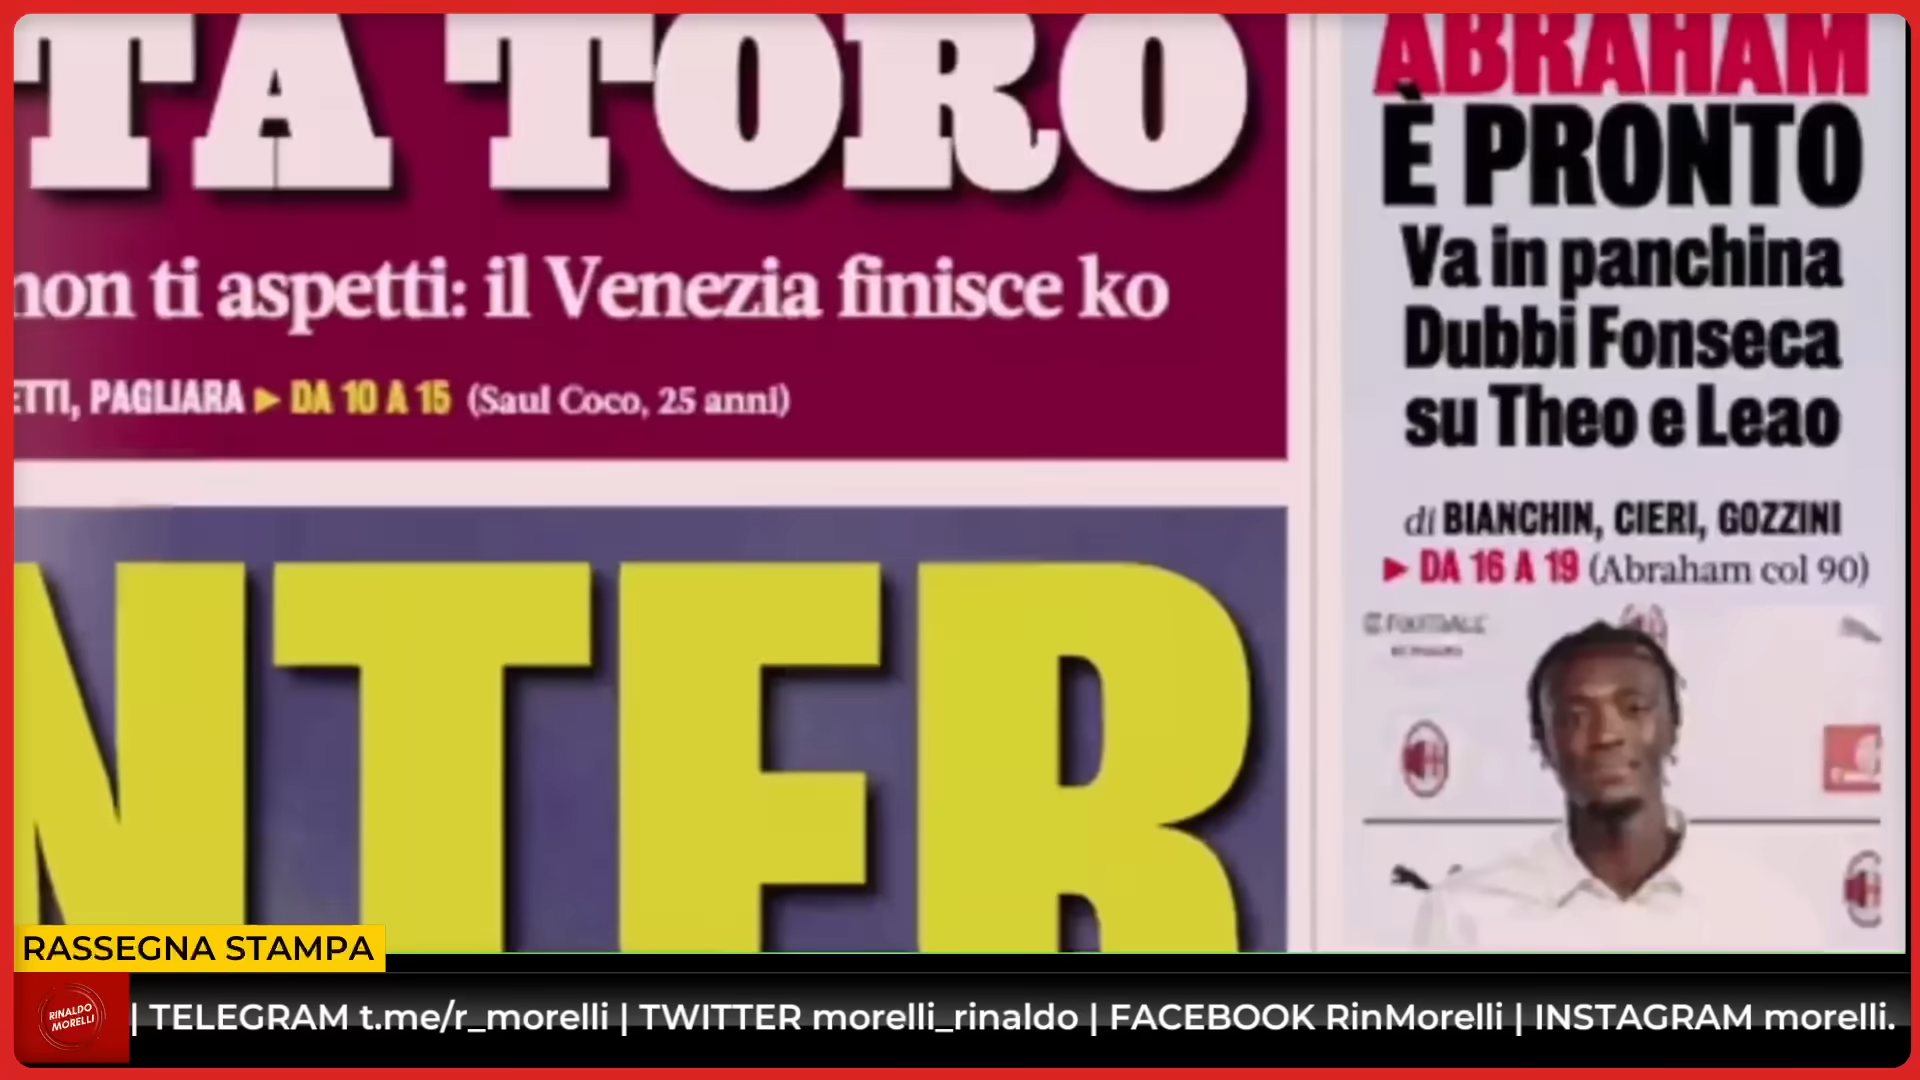 TA TORO
non ti aspetti: il Venezia finisce ko
ETTI, PAGLIARA ► DA 10 A 15 (Saul Coco, 25 anni)
NTER
ABRAHAM
È PRONTO
Va in panchina
Dubbi Fonseca
su Theo e Leao
di BIANCHIN, CIERI, GOZZINI
► DA 16 A 19 (Abraham col 90)
RASSEGNA STAMPA
RINALDO
MORELLI
| TELEGRAM t.me/r_morelli | TWITTER morelli_rinaldo | FACEBOOK RinMorelli | INSTAGRAM morelli.